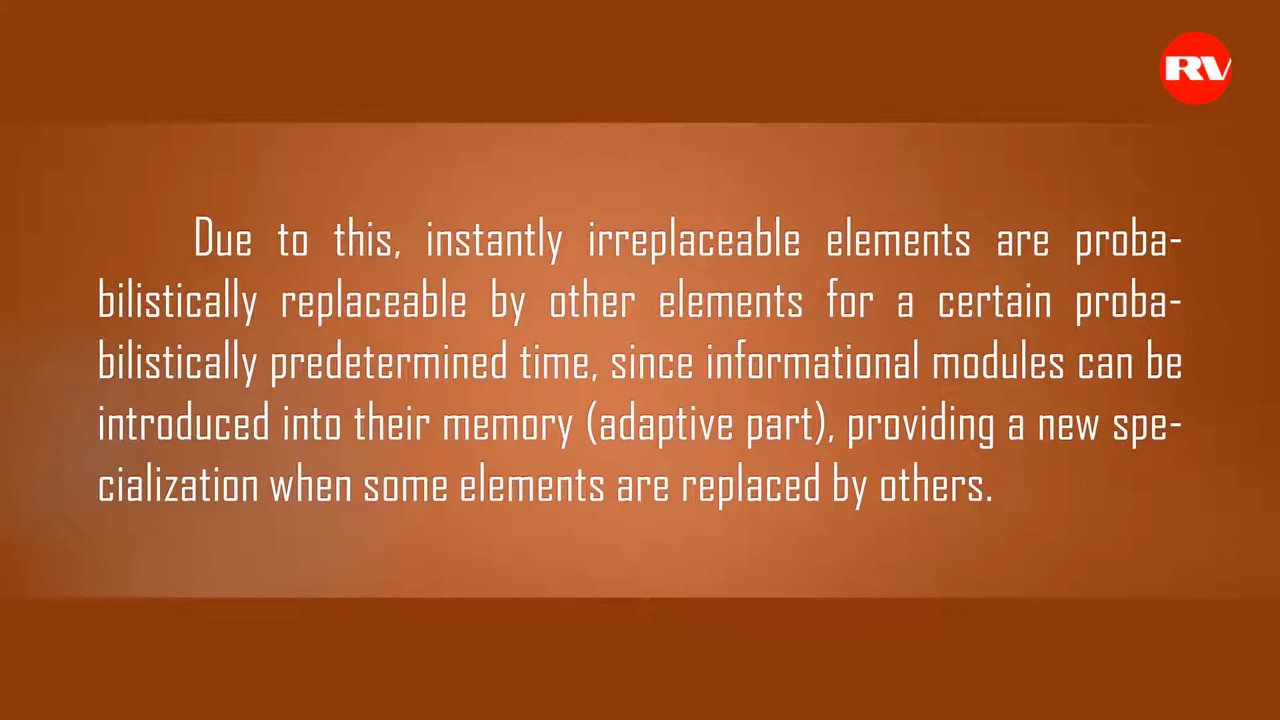 RV
Due to this, instantly irreplaceable elements are proba-
bilistically replaceable by other elements for a certain proba-
bilistically predetermined time, since informational modules can be
introduced into their memory (adaptive part), providing a new spe-
cialization when some elements are replaced by others.